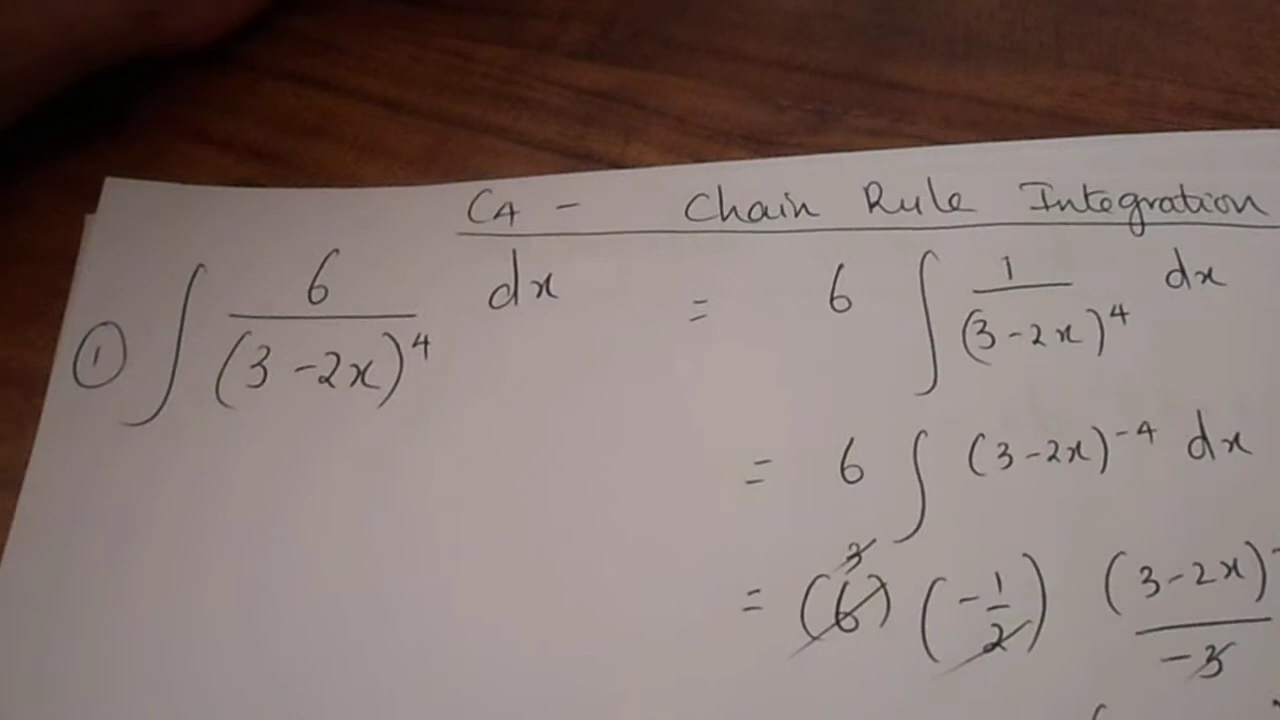 C4 - Chain Rule Integration
① ∫ 6/(3-2x)⁴ dx = 6 ∫ 1/(3-2x)⁴ dx
= 6 ∫ (3-2x)⁻⁴ dx
= (6) 3 (-1/2) (3-2x)⁻/-3